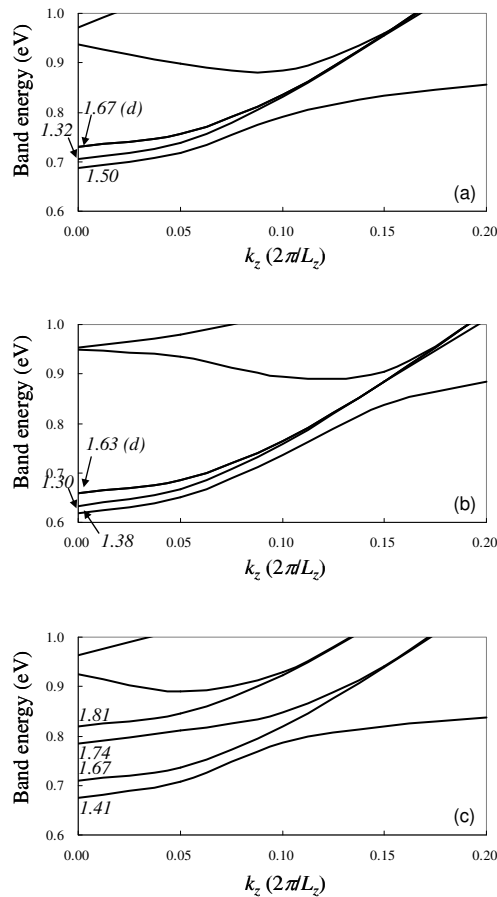 1.0
0.9
0.8
0.7
0.6
Band energy (eV)
1.67 (d)
1.32
1.50
(a)
0.00 0.05 0.10 0.15 0.20
k_z (2π/L_z)
1.0
0.9
0.8
0.7
0.6
Band energy (eV)
1.63 (d)
1.30
1.38
(b)
0.00 0.05 0.10 0.15 0.20
k_z (2π/L_z)
1.0
0.9
0.8
0.7
0.6
Band energy (eV)
1.81
1.74
1.67
1.41
(c)
0.00 0.05 0.10 0.15 0.20
k_z (2π/L_z)